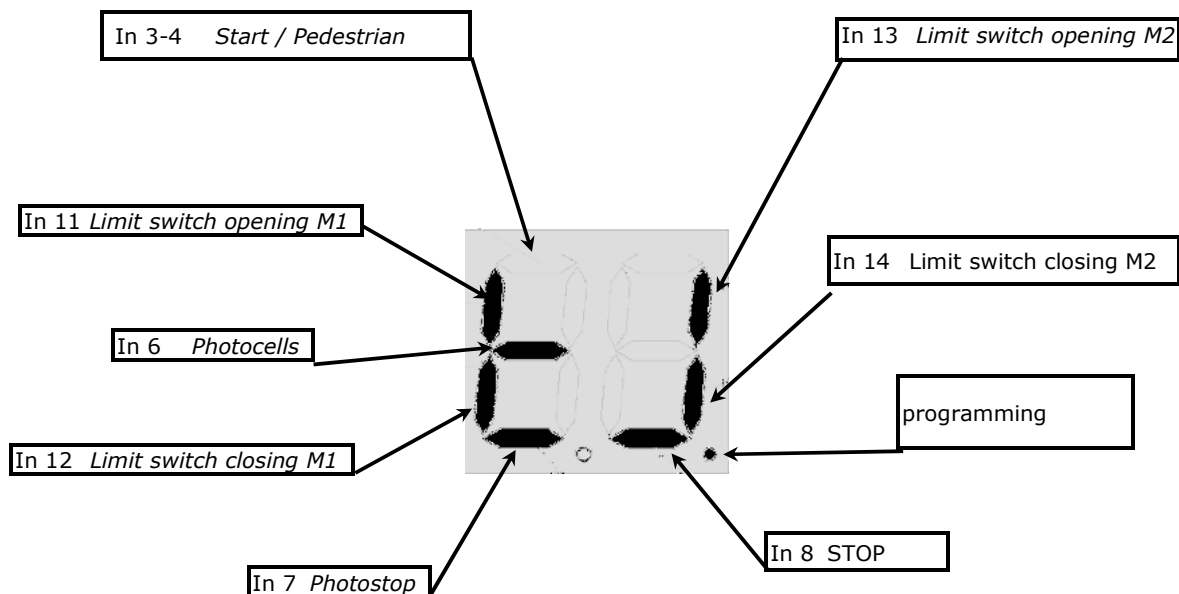 In 3-4 Start / Pedestrian
In 13 Limit switch opening M2
In 11 Limit switch opening M1
In 14 Limit switch closing M2
In 6 Photocells
programming
In 12 Limit switch closing M1
In 8 STOP
In 7 Photostop